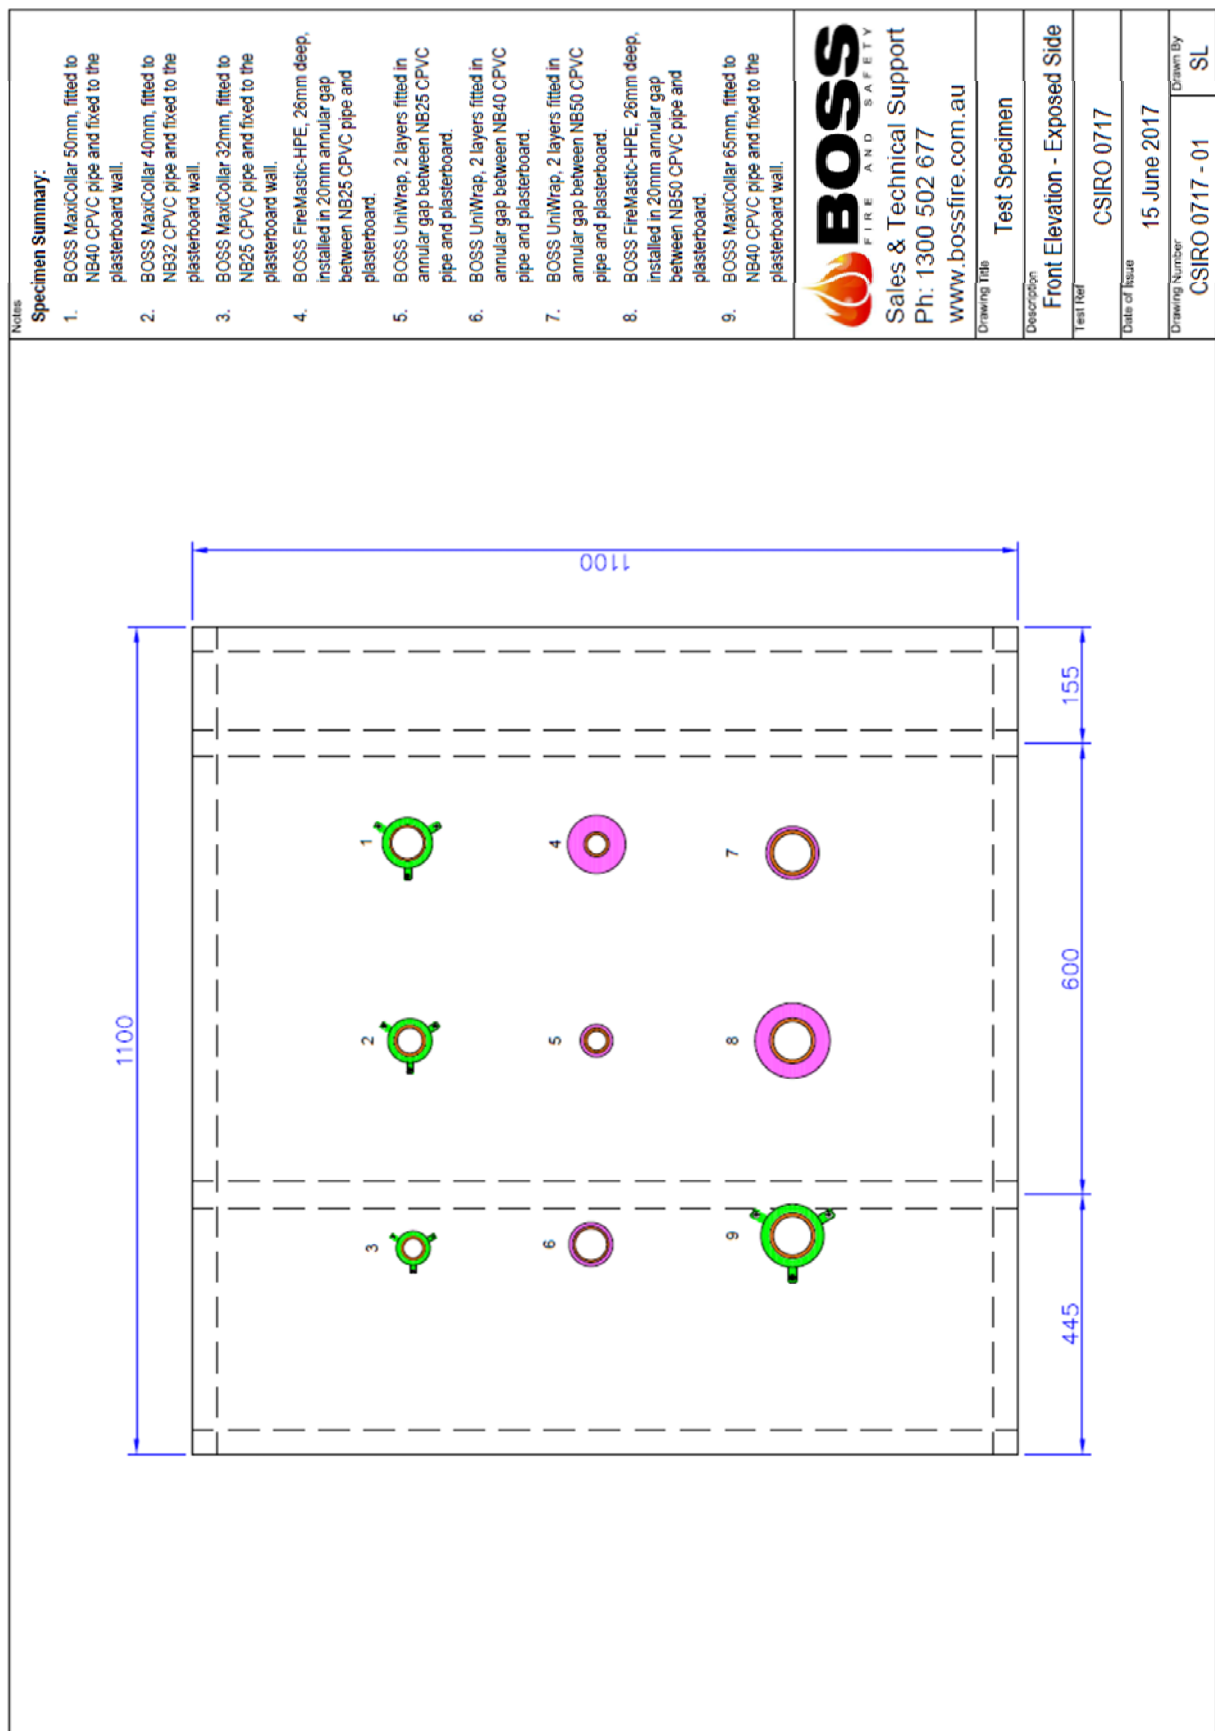 Notes
Specimen Summary:
1. BOSS MaxiCollar 50mm, fitted to
NB40 CPVC pipe and fixed to the
plasterboard wall.
2. BOSS MaxiCollar 40mm, fitted to
NB32 CPVC pipe and fixed to the
plasterboard wall.
3. BOSS MaxiCollar 32mm, fitted to
NB25 CPVC pipe and fixed to the
plasterboard wall.
4. BOSS FireMastic-HPE, 26mm deep,
installed in 20mm annular gap
between NB25 CPVC pipe and
plasterboard.
5. BOSS UniWrap, 2 layers fitted in
annular gap between NB25 CPVC
pipe and plasterboard.
6. BOSS UniWrap, 2 layers fitted in
annular gap between NB40 CPVC
pipe and plasterboard.
7. BOSS UniWrap, 2 layers fitted in
annular gap between NB50 CPVC
pipe and plasterboard.
8. BOSS FireMastic-HPE, 26mm deep,
installed in 20mm annular gap
between NB50 CPVC pipe and
plasterboard.
9. BOSS MaxiCollar 65mm, fitted to
NB40 CPVC pipe and fixed to the
plasterboard wall.
BOSS
FIRE AND SAFETY
Sales & Technical Support
Ph: 1300 502 677
www.bossfire.com.au
Drawing Title
Test Specimen
Description
Front Elevation - Exposed Side
Test Ref
CSIRO 0717
Date of Issue
15 June 2017
Drawing Number
CSIRO 0717 - 01
Drawn By
SL
1100
1100
3
2
1
6
5
4
9
8
7
445
600
155